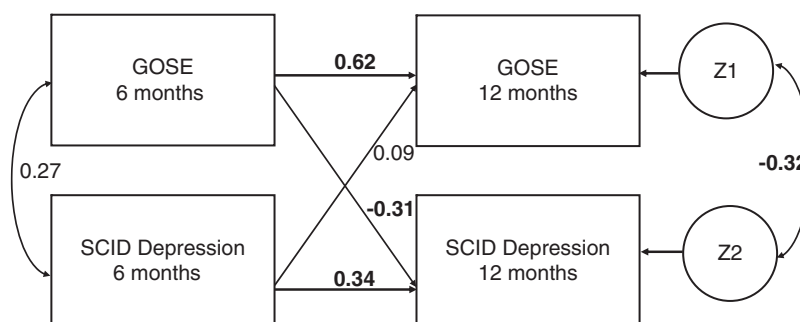 GOSE
6 months
0.62
GOSE
12 months
Z1
0.27
0.09
-0.32
-0.31
SCID Depression
6 months
0.34
SCID Depression
12 months
Z2